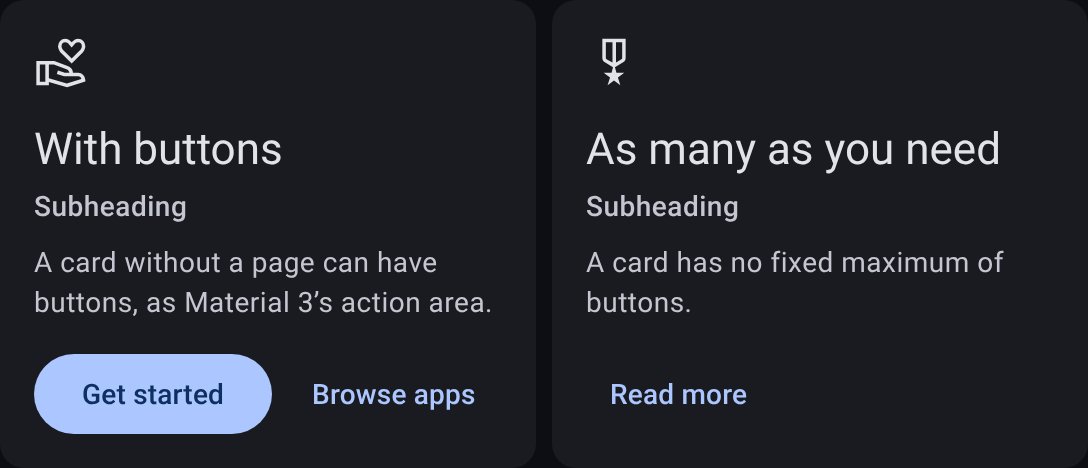 With buttons
Subheading
A card without a page can have
buttons, as Material 3’s action area.
Get started
Browse apps
As many as you need
Subheading
A card has no fixed maximum of
buttons.
Read more